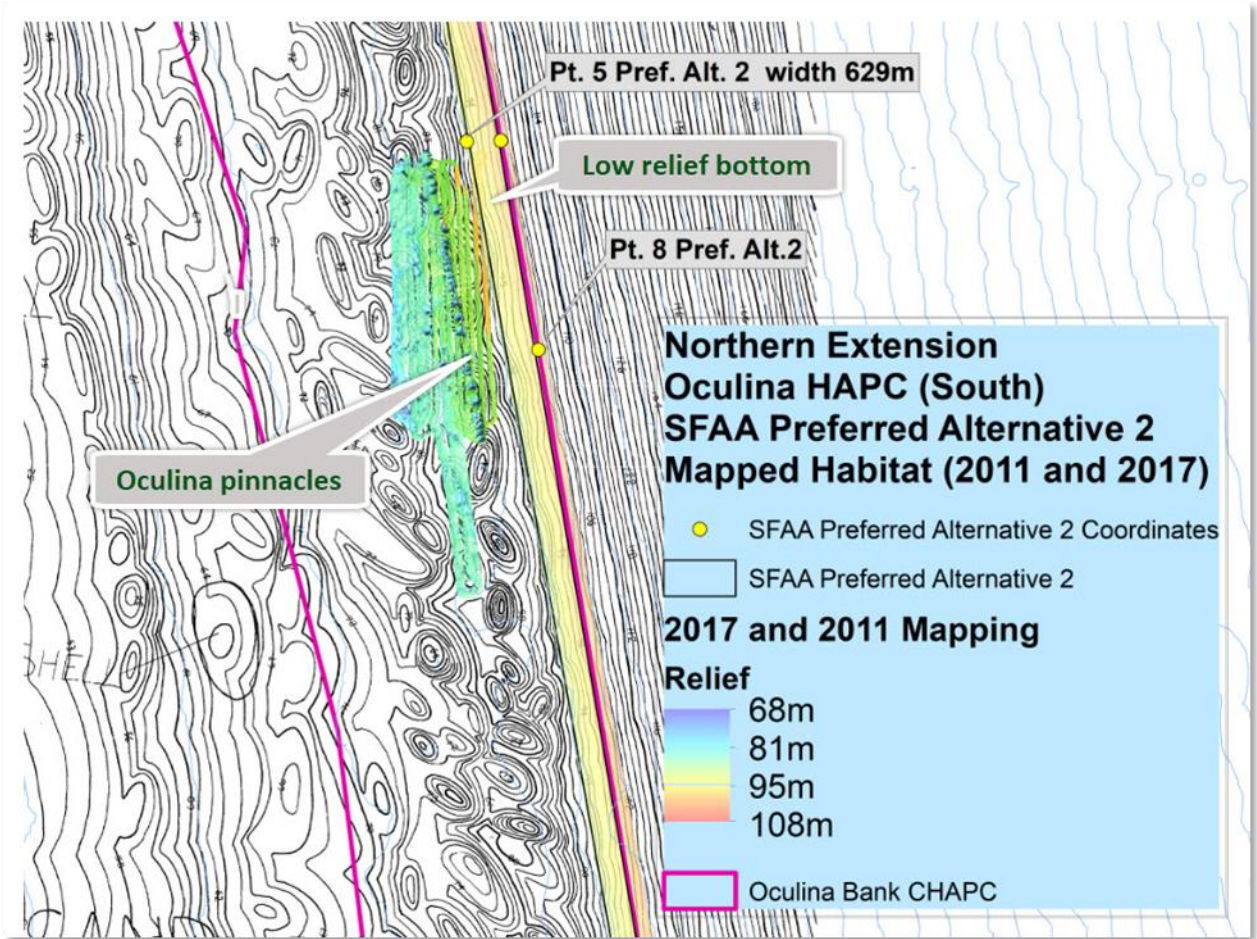 Pt. 5 Pref. Alt. 2 width 629m
Low relief bottom
Pt. 8 Pref. Alt.2
Oculina pinnacles
SHELL
Northern Extension
Oculina HAPC (South)
SFAA Preferred Alternative 2
Mapped Habitat (2011 and 2017)
SFAA Preferred Alternative 2 Coordinates
SFAA Preferred Alternative 2
2017 and 2011 Mapping
Relief
68m
81m
95m
108m
Oculina Bank CHAPC